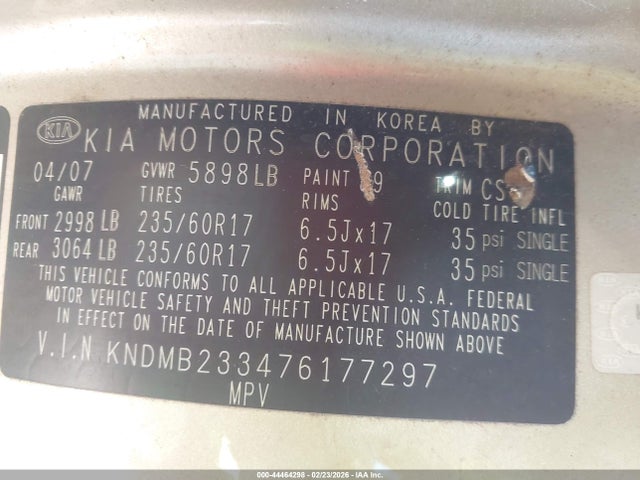 MANUFACTURED IN KOREA BY
KIA KIA MOTORS CORPORATION
04/07 GVWR 5898LB PAINT 9 TRIM CS
GAWR TIRES RIMS COLD TIRE INFL
FRONT 2998 LB 235/60R17 6.5Jx17 35 psi SINGLE
REAR 3064 LB 235/60R17 6.5Jx17 35 psi SINGLE
THIS VEHICLE CONFORMS TO ALL APPLICABLE U.S.A. FEDERAL
MOTOR VEHICLE SAFETY AND THEFT PREVENTION STANDARDS
IN EFFECT ON THE DATE OF MANUFACTURE SHOWN ABOVE
V.I.N KNDMB233476177297
MPV
000-44464298 - 02/23/2026 - COPART